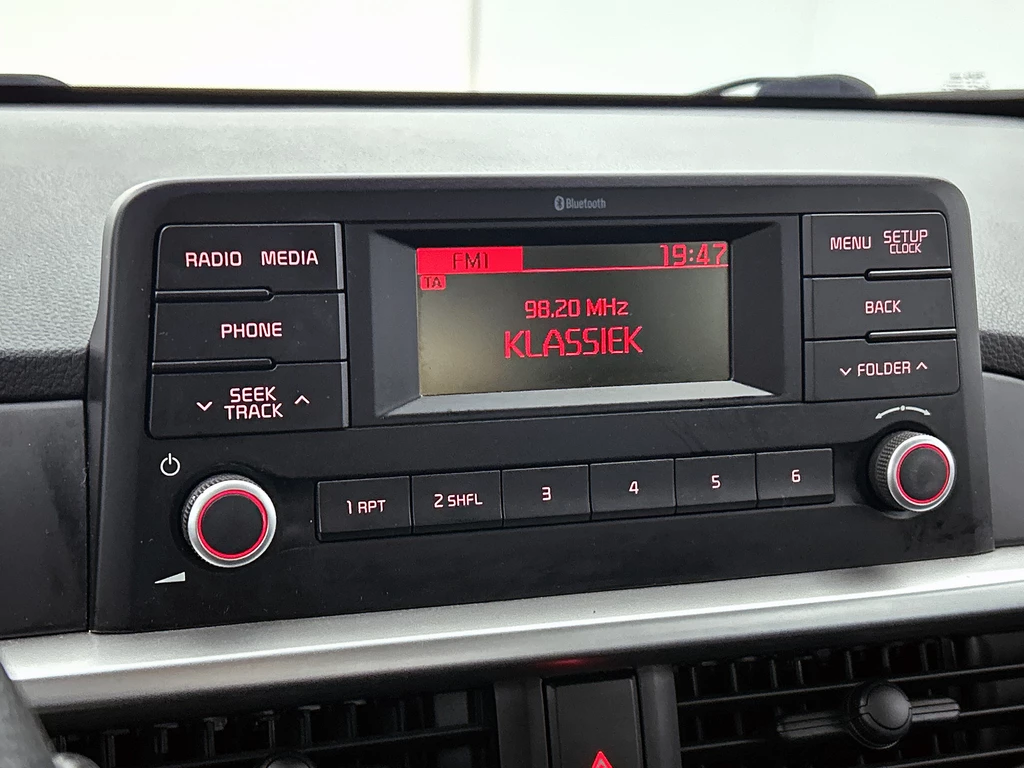 Bluetooth
RADIO MEDIA
PHONE
SEEK
TRACK
FM1
19:47
TA
98.20 MHz
KLASSIEK
MENU SETUP
CLOCK
BACK
FOLDER
1 RPT
2 SHFL
3
4
5
6